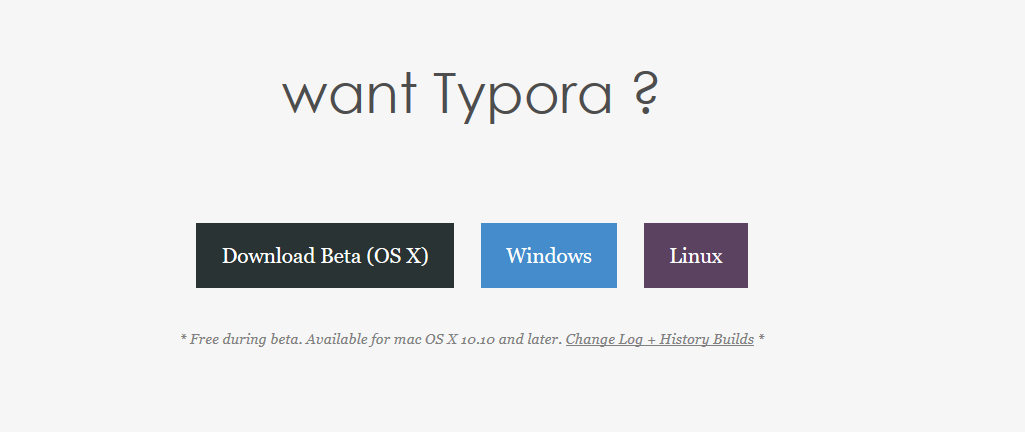 want Typora ?
Download Beta (OS X) Windows Linux
* Free during beta. Available for mac OS X 10.10 and later. Change Log + History Builds *